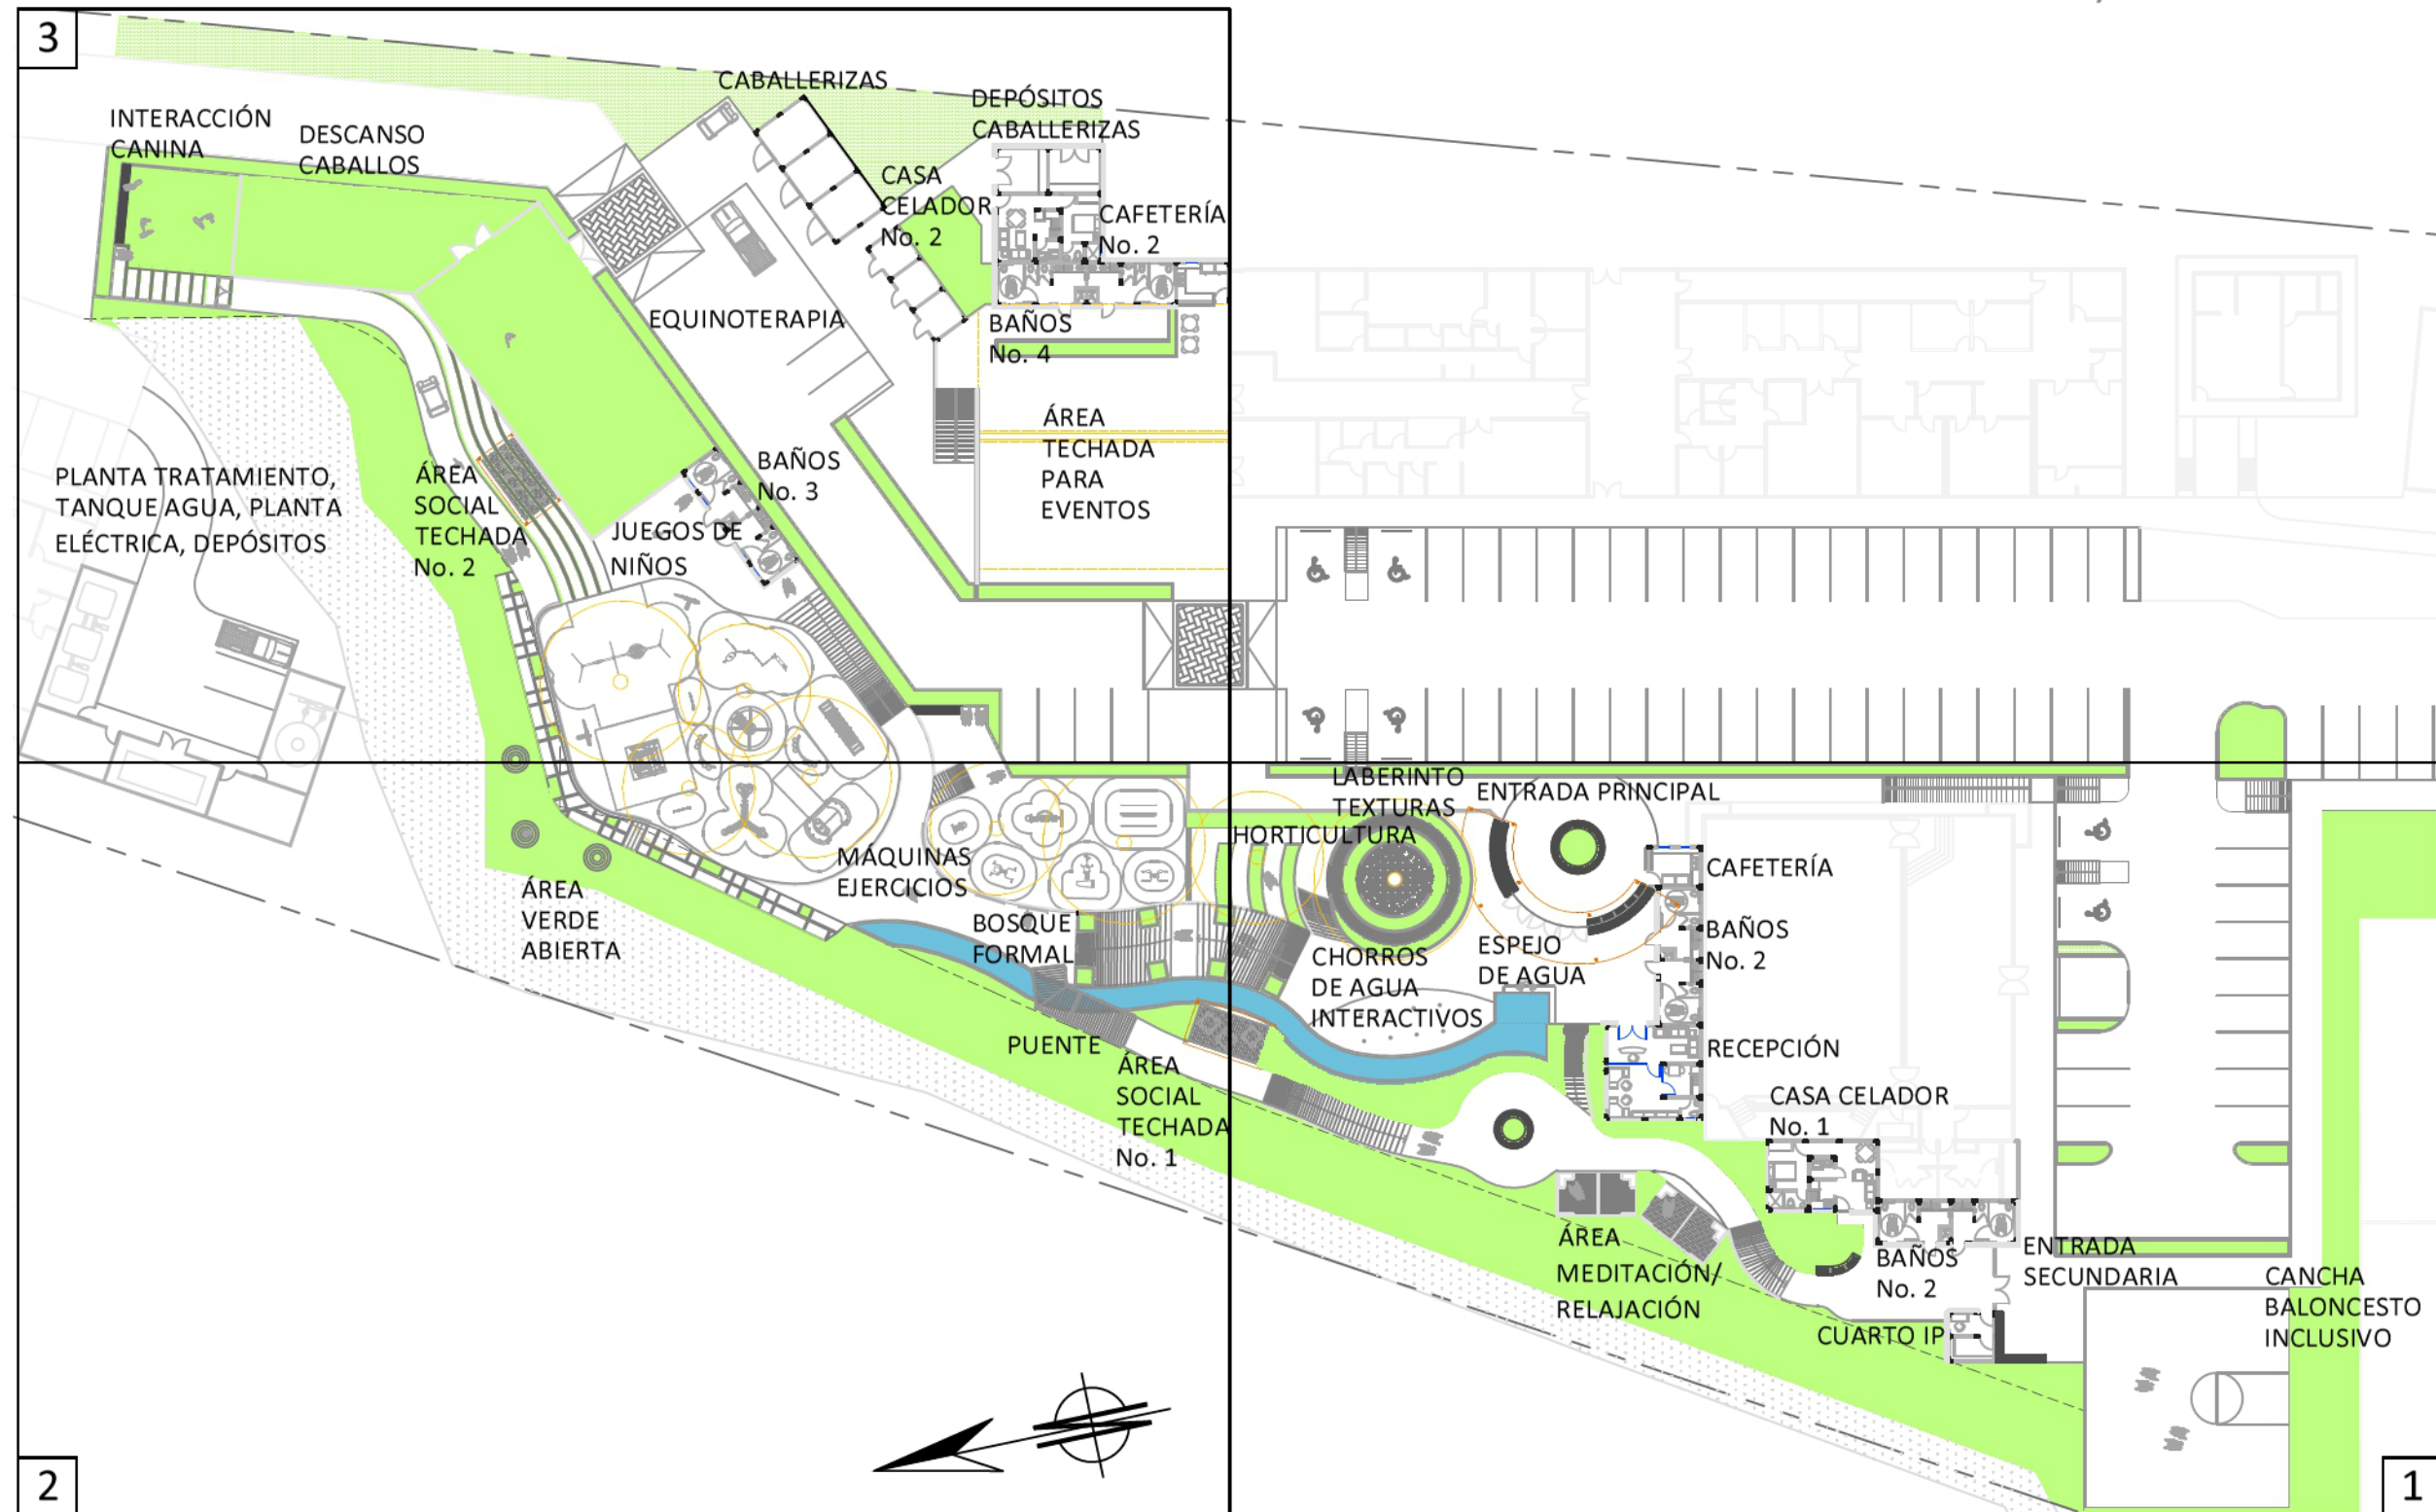 3
CABALLERIZAS
DEPÓSITOS
CABALLERIZAS
INTERACCIÓN
CANINA
DESCANSO
CABALLOS
CASA
CELADOR
No. 2
CAFETERÍA
No. 2
EQUINOTERAPIA
BAÑOS
No. 4
ÁREA
TECHADA
PARA
EVENTOS
BAÑOS
No. 3
PLANTA TRATAMIENTO,
TANQUE AGUA, PLANTA
ELÉCTRICA, DEPÓSITOS
ÁREA
SOCIAL
TECHADA
No. 2
JUEGOS DE
NIÑOS
LABERINTO
TEXTURAS
ENTRADA PRINCIPAL
HORTICULTURA
MÁQUINAS
EJERCICIOS
CAFETERÍA
ÁREA
VERDE
ABIERTA
BOSQUE
FORMAL
CHORROS
DE AGUA
INTERACTIVOS
ESPEJO
DE AGUA
BAÑOS
No. 2
PUENTE
ÁREA
SOCIAL
TECHADA
No. 1
RECEPCIÓN
CASA CELADOR
No. 1
ÁREA
MEDITACIÓN/
RELAJACIÓN
BAÑOS
No. 2
ENTRADA
SECUNDARIA
CUARTO IP
CANCHA
BALONCESTO
INCLUSIVO
2
1